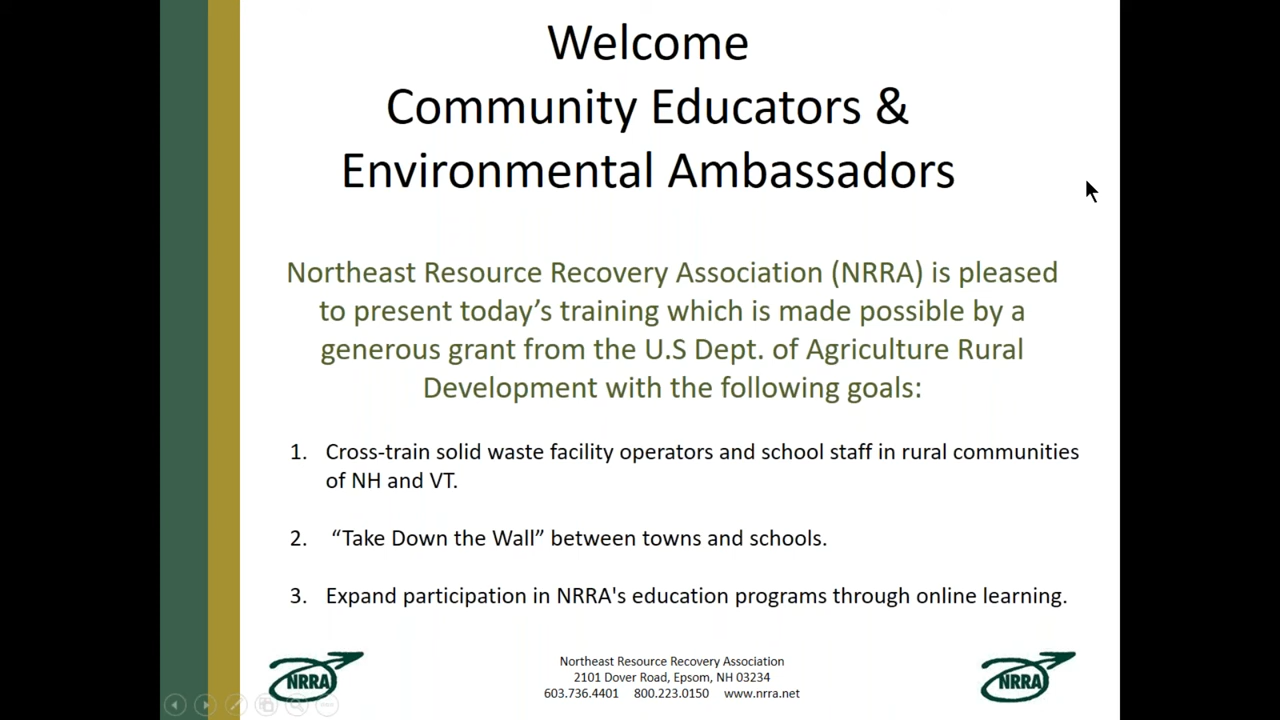 Welcome
Community Educators &
Environmental Ambassadors
Northeast Resource Recovery Association (NRRA) is pleased
to present today’s training which is made possible by a
generous grant from the U.S Dept. of Agriculture Rural
Development with the following goals:
1. Cross-train solid waste facility operators and school staff in rural communities
of NH and VT.
2. “Take Down the Wall” between towns and schools.
3. Expand participation in NRRA's education programs through online learning.
NRRA
Northeast Resource Recovery Association
2101 Dover Road, Epsom, NH 03234
603.736.4401 800.223.0150 www.nrra.net
NRRA